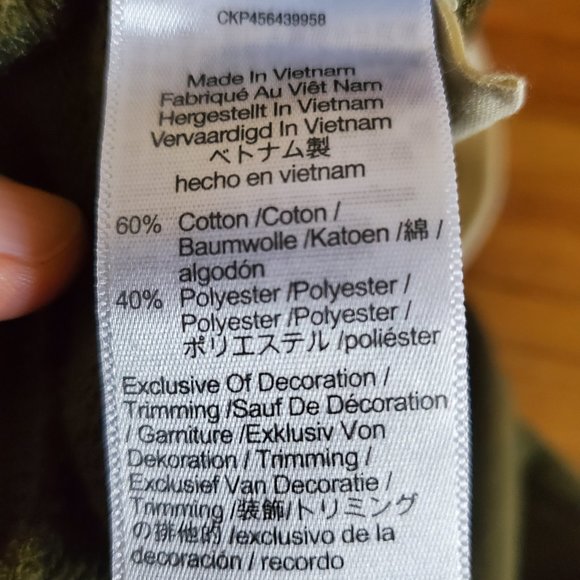 CKP456439958
Made In Vietnam
Fabriqué Au Viêt Nam
Hergestellt In Vietnam
Vervaardigd In Vietnam
ベトナム製
hecho en vietnam
60% Cotton /Coton /
Baumwolle /Katoen /綿 /
algodón
40% Polyester /Polyester /
Polyester /Polyester /
ポリエステル /poliéster
Exclusive Of Decoration /
Trimming /Sauf De Décoration
/ Garniture /Exklusiv Von
Dekoration / Trimming /
Exclusief Van Decoratie /
Trimming /装飾/トリミング
の排他的 /exclusivo de la
decoración / recordo